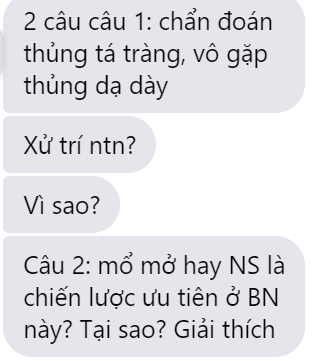 2 câu câu 1: chẩn đoán
thủng tá tràng, vô gặp
thủng dạ dày
Xử trí ntn?
Vì sao?
Câu 2: mổ mở hay NS là
chiến lược ưu tiên ở BN
này? Tại sao? Giải thích